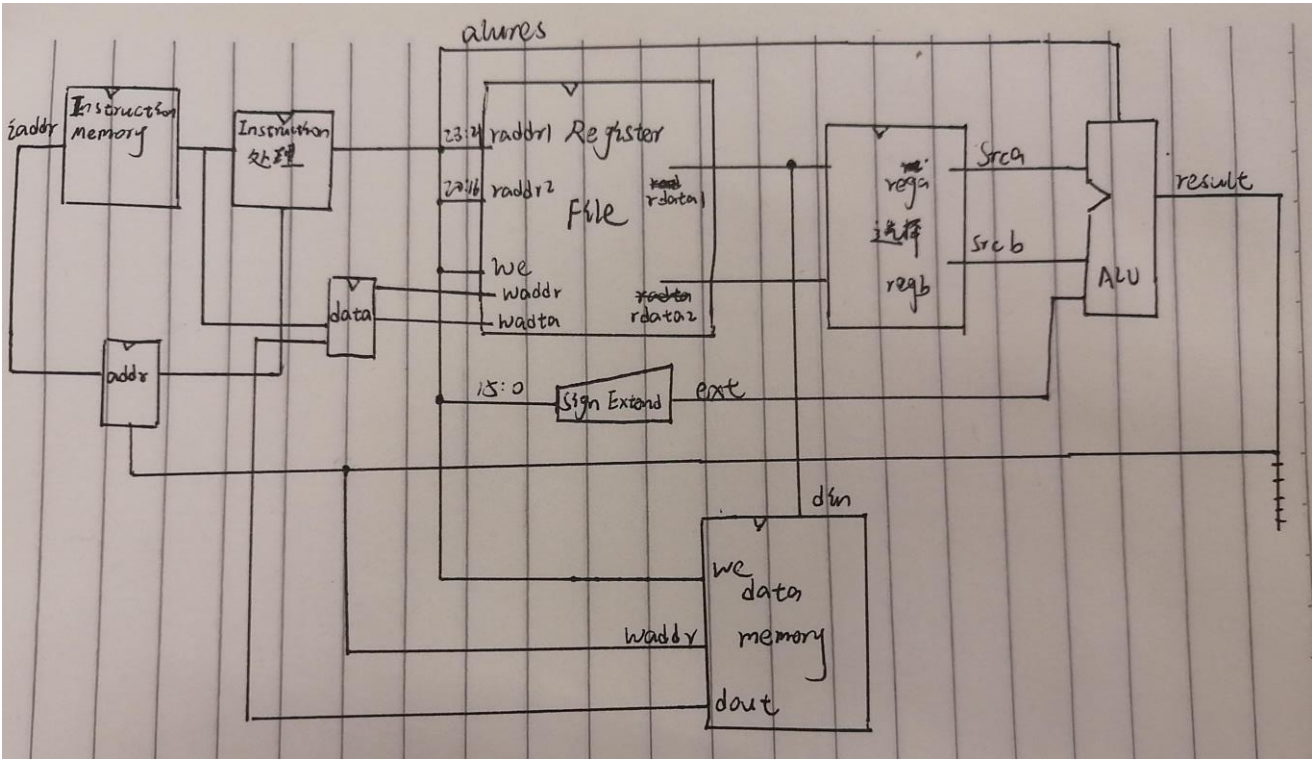 alures
Instruction
memory
iaddr
Instruction
处理
23:21
raddr1
Register
File
20:16
raddr2
rdata1
we
waddr
wadta
rdata2
data
addr
rega
选择
regb
Srca
Srcb
ALU
result
15:0
Sign Extend
ext
din
we
data
memory
waddr
dout